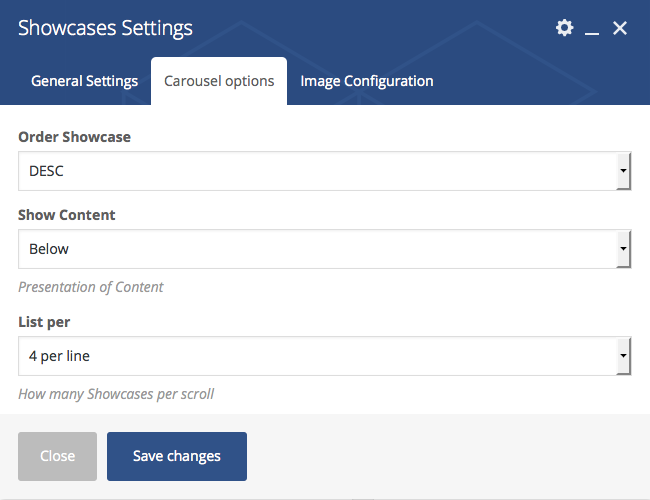 Showcases Settings
General Settings
Carousel options
Image Configuration
Order Showcase
DESC
Show Content
Below
Presentation of Content
List per
4 per line
How many Showcases per scroll
Close
Save changes